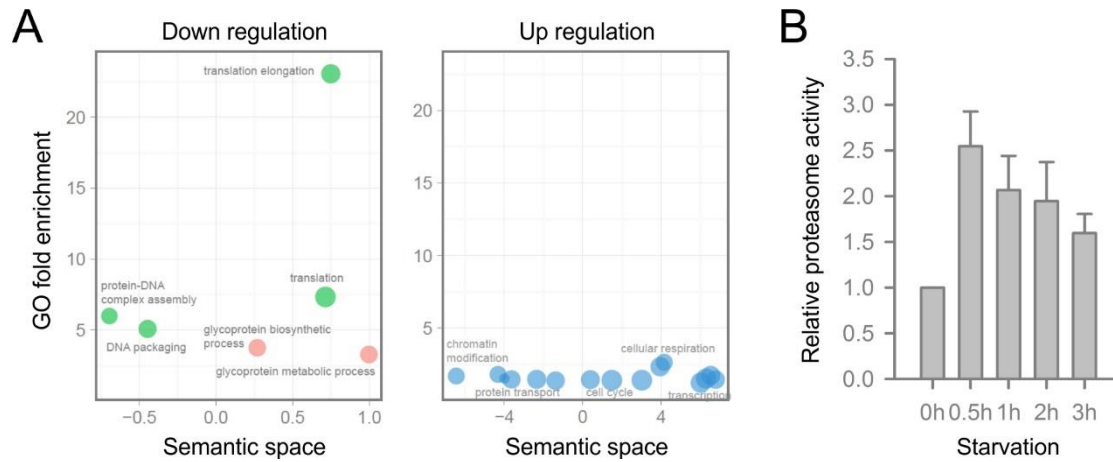 A
Down regulation
Up regulation
B
GO fold enrichment
20
15
10
5
translation elongation
protein-DNA
complex assembly
translation
DNA packaging
glycoprotein biosynthetic
process
glycoprotein metabolic process
−0.5
0.0
0.5
1.0
Semantic space
20
15
10
5
chromatin
modification
cellular respiration
protein transport
cell cycle
transcription
−4
0
4
Semantic space
Relative proteasome activity
3.5
3.0
2.5
2.0
1.5
1.0
0.5
0.0
0h 0.5h 1h 2h 3h
Starvation